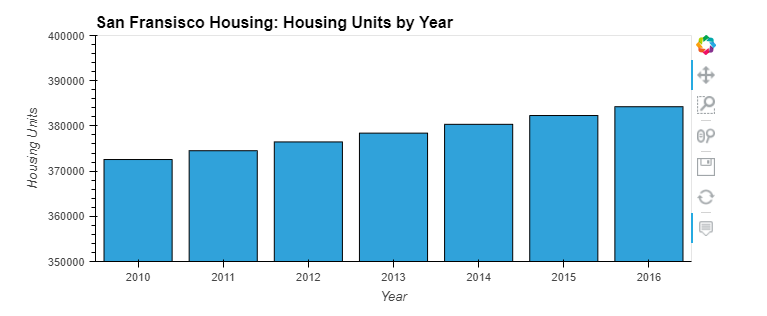 San Fransisco Housing: Housing Units by Year
400000
390000
380000
370000
360000
350000
Housing Units
2010 2011 2012 2013 2014 2015 2016
Year